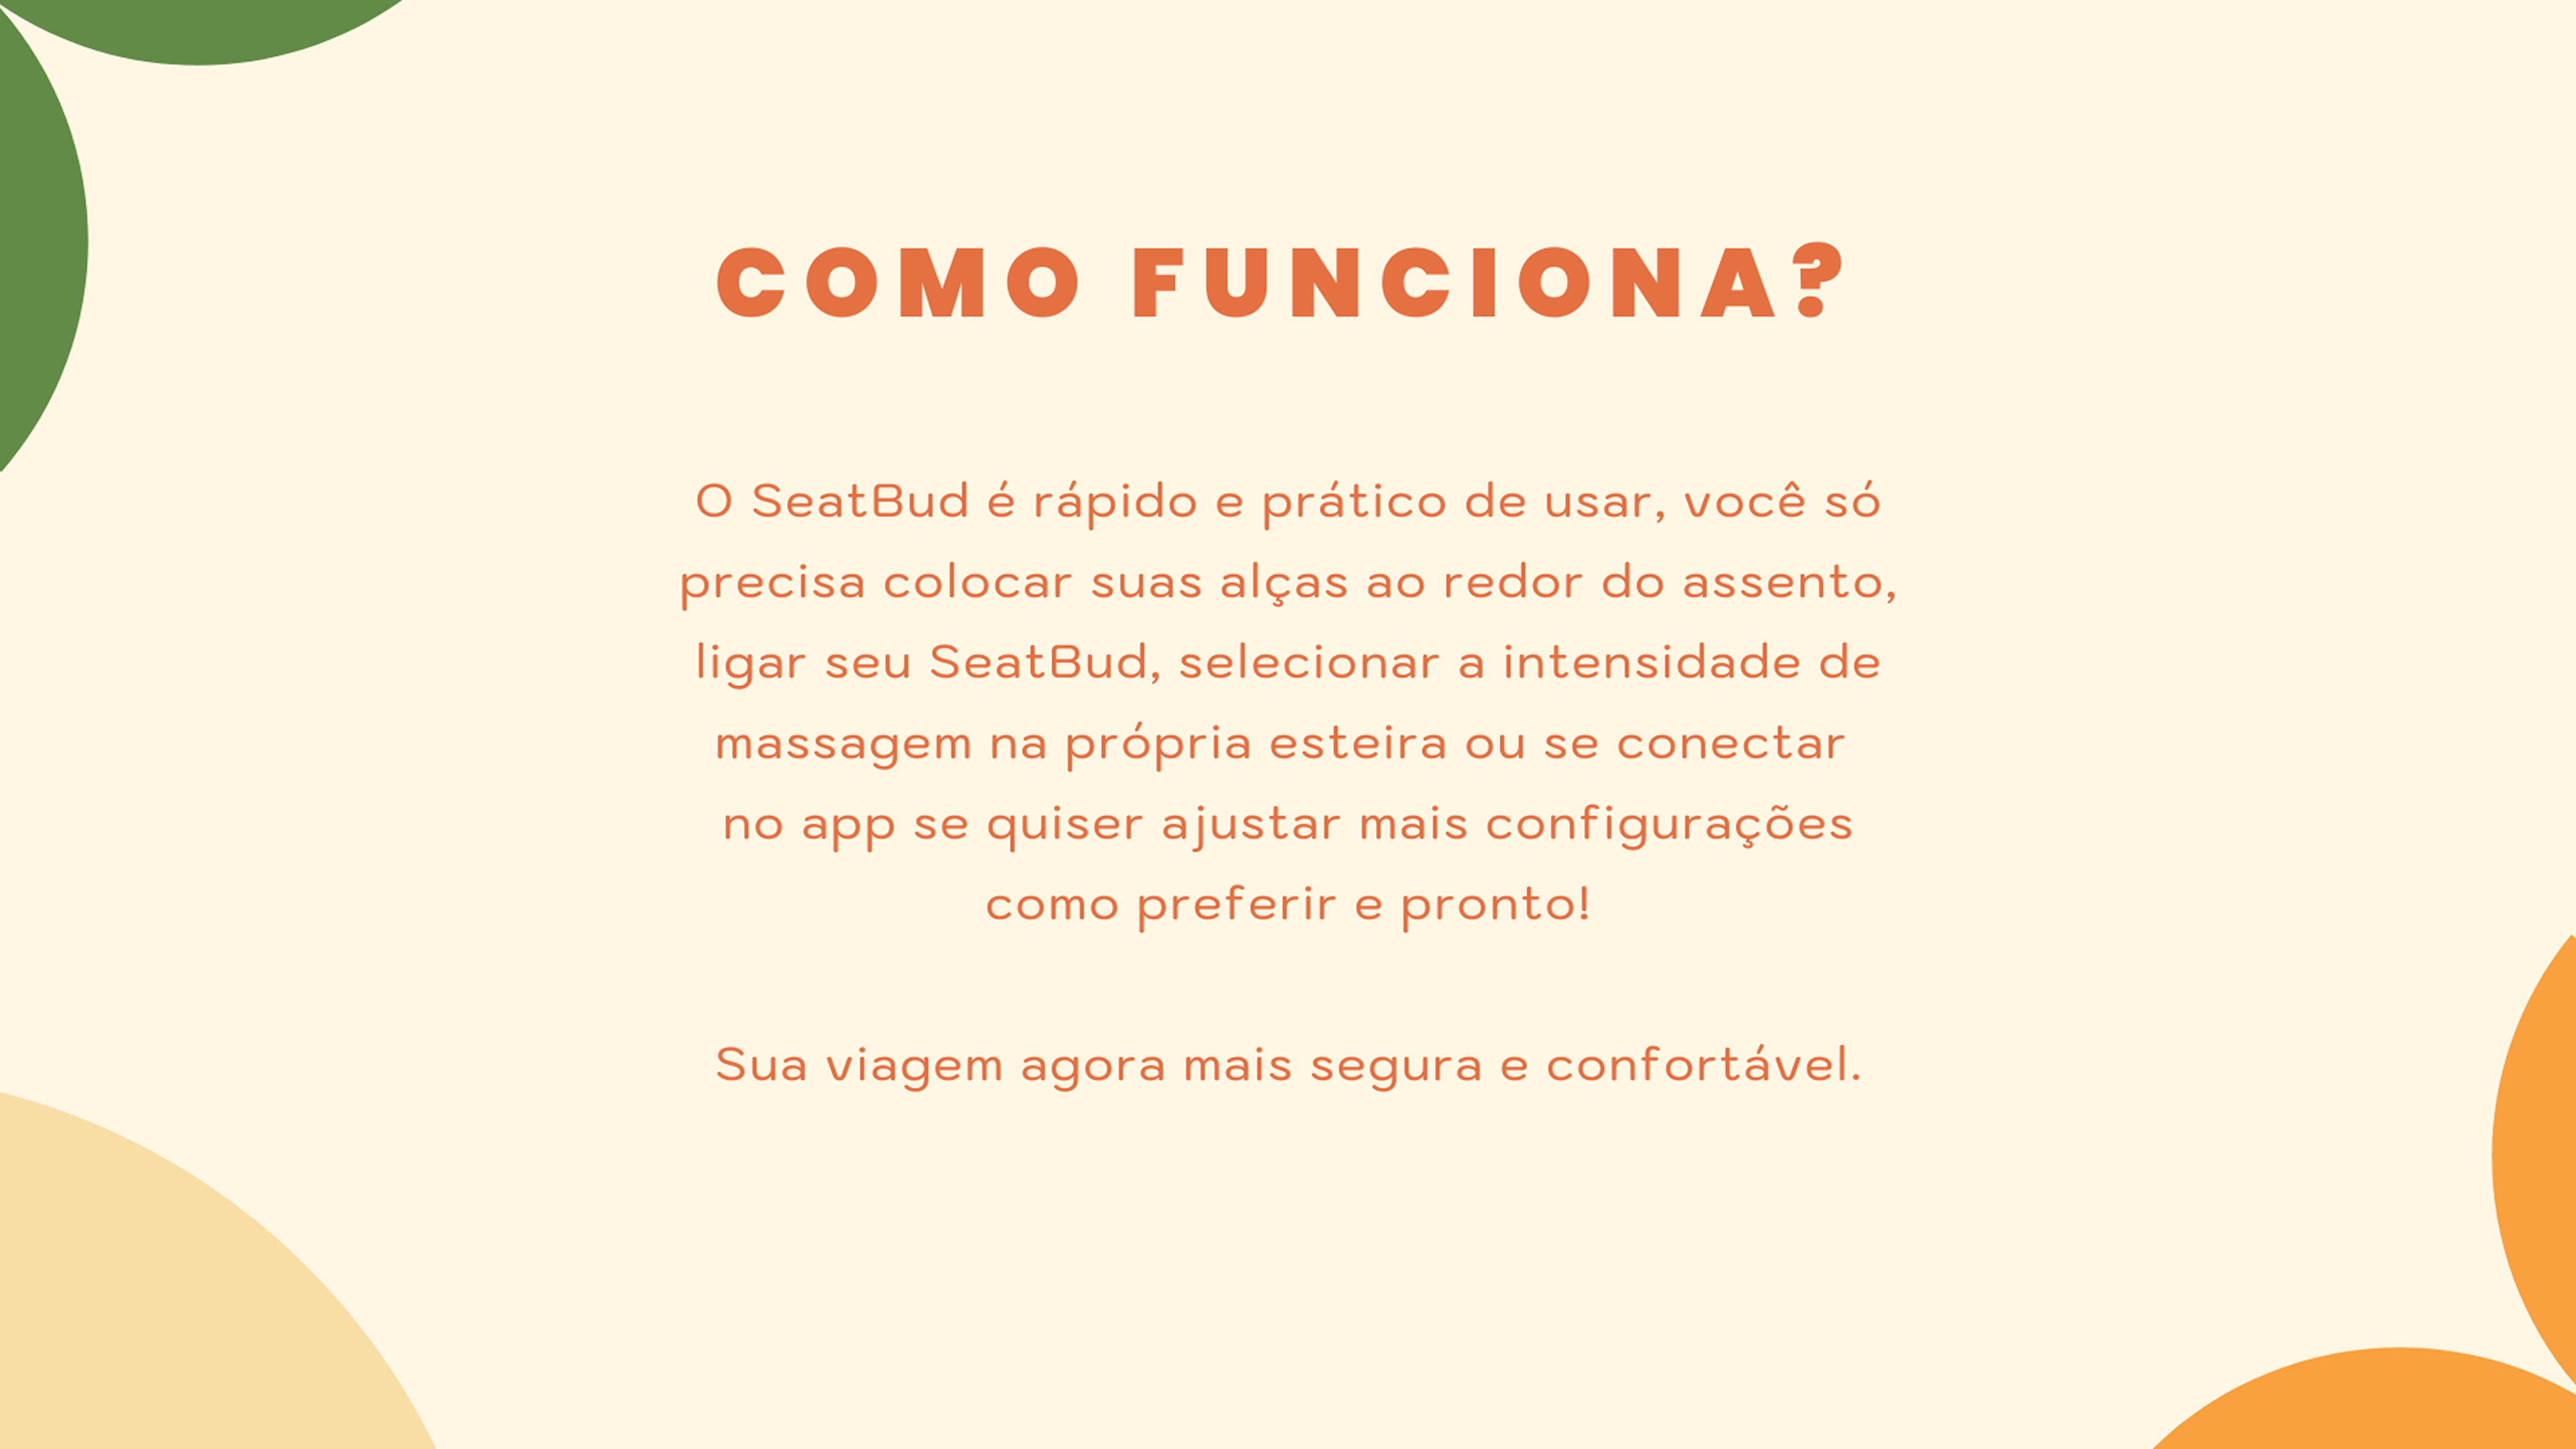 COMO FUNCIONA?
O SeatBud é rápido e prático de usar, você só
precisa colocar suas alças ao redor do assento,
ligar seu SeatBud, selecionar a intensidade de
massagem na própria esteira ou se conectar
no app se quiser ajustar mais configurações
como preferir e pronto!
Sua viagem agora mais segura e confortável.